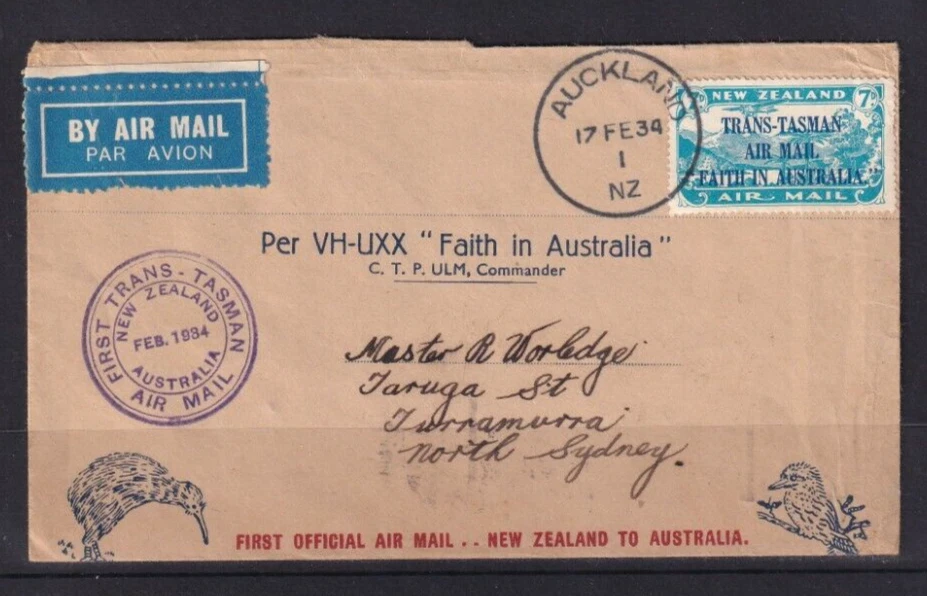 BY AIR MAIL
PAR AVION
AUCKLAND
17 FE 34
1
NZ
NEW ZEALAND 7D
TRANS-TASMAN
AIR MAIL
"FAITH IN AUSTRALIA."
AIR MAIL
Per VH-UXX "Faith in Australia"
C. T. P. ULM, Commander
FIRST TRANS-TASMAN
NEW ZEALAND
FEB. 1934
AUSTRALIA
AIR MAIL
Master R Worledge
Taruga St
Turramurra
North Sydney.
FIRST OFFICIAL AIR MAIL .. NEW ZEALAND TO AUSTRALIA.